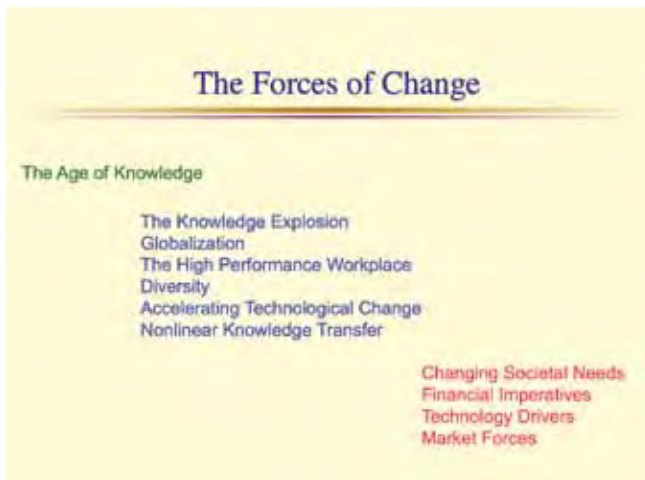 The Forces of Change
The Age of Knowledge
The Knowledge Explosion
Globalization
The High Performance Workplace
Diversity
Accelerating Technological Change
Nonlinear Knowledge Transfer
Changing Societal Needs
Financial Imperatives
Technology Drivers
Market Forces